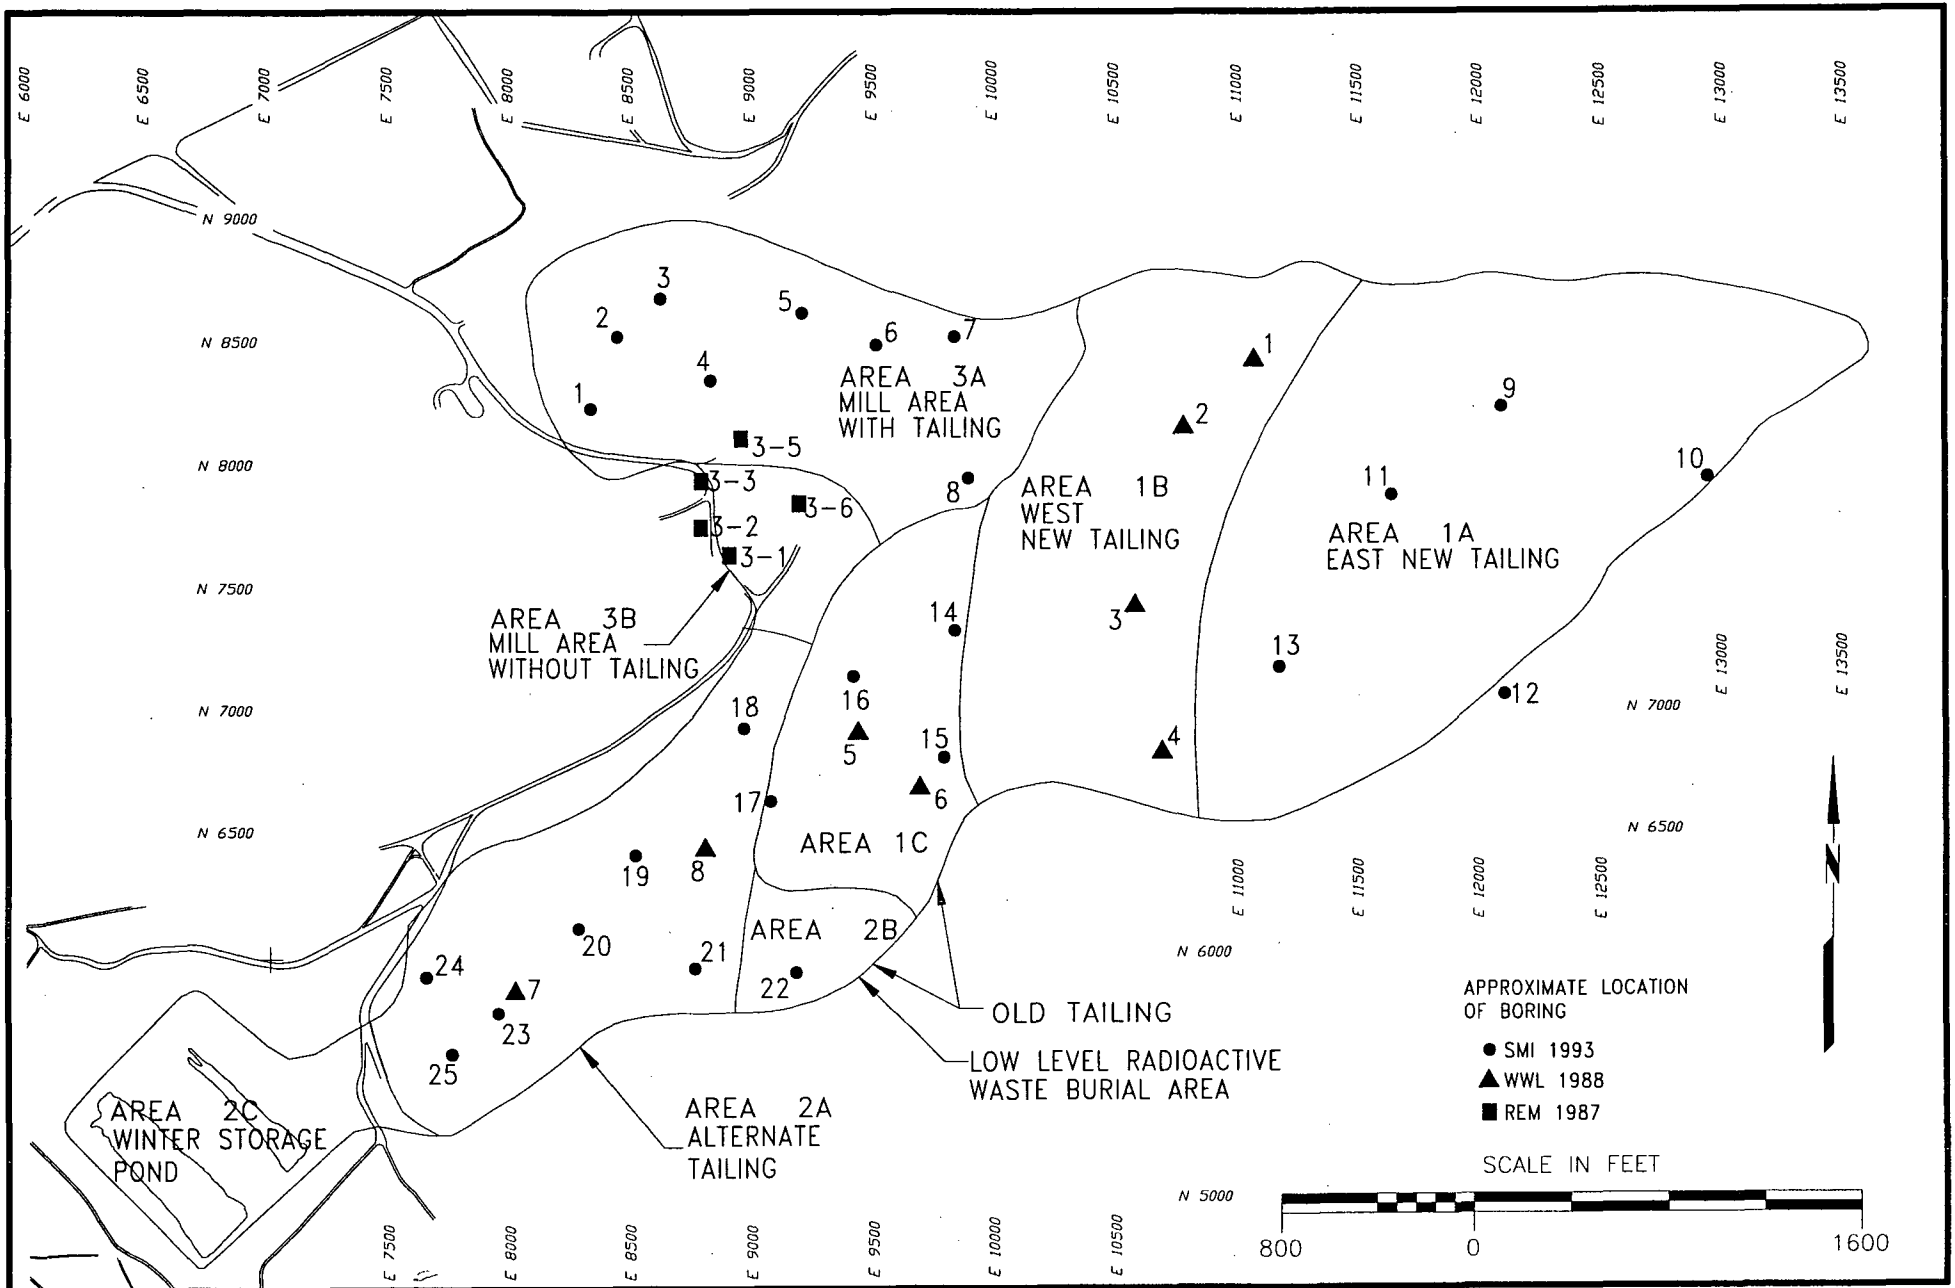 E 6000
E 6500
E 7000
E 7500
E 8000
E 8500
E 9000
E 9500
E 10000
E 10500
E 11000
E 11500
E 12000
E 12500
E 13000
E 13500
N 9000
3
5
2
N 8500
6
7
1
4
AREA 3A
MILL AREA
WITH TAILING
1
9
2
3-5
N 8000
10
3-3
8
AREA 1B
WEST
NEW TAILING
11
3-6
3-2
AREA 1A
EAST NEW TAILING
3-1
N 7500
AREA 3B
MILL AREA
WITHOUT TAILING
14
3
13
E 13000
E 13500
16
12
N 7000
18
N 7000
5
15
4
17
6
N 6500
N 6500
AREA 1C
19
8
E 11000
E 11500
E 12000
E 12500
AREA 2B
20
21
N 6000
24
22
7
23
OLD TAILING
APPROXIMATE LOCATION
OF BORING
SMI 1993
WWL 1988
REM 1987
25
LOW LEVEL RADIOACTIVE
WASTE BURIAL AREA
AREA 2C
WINTER STORAGE
POND
AREA 2A
ALTERNATE
TAILING
SCALE IN FEET
N 5000
800
0
1600
E 7500
E 8000
E 8500
E 9000
E 9500
E 10000
E 10500
N